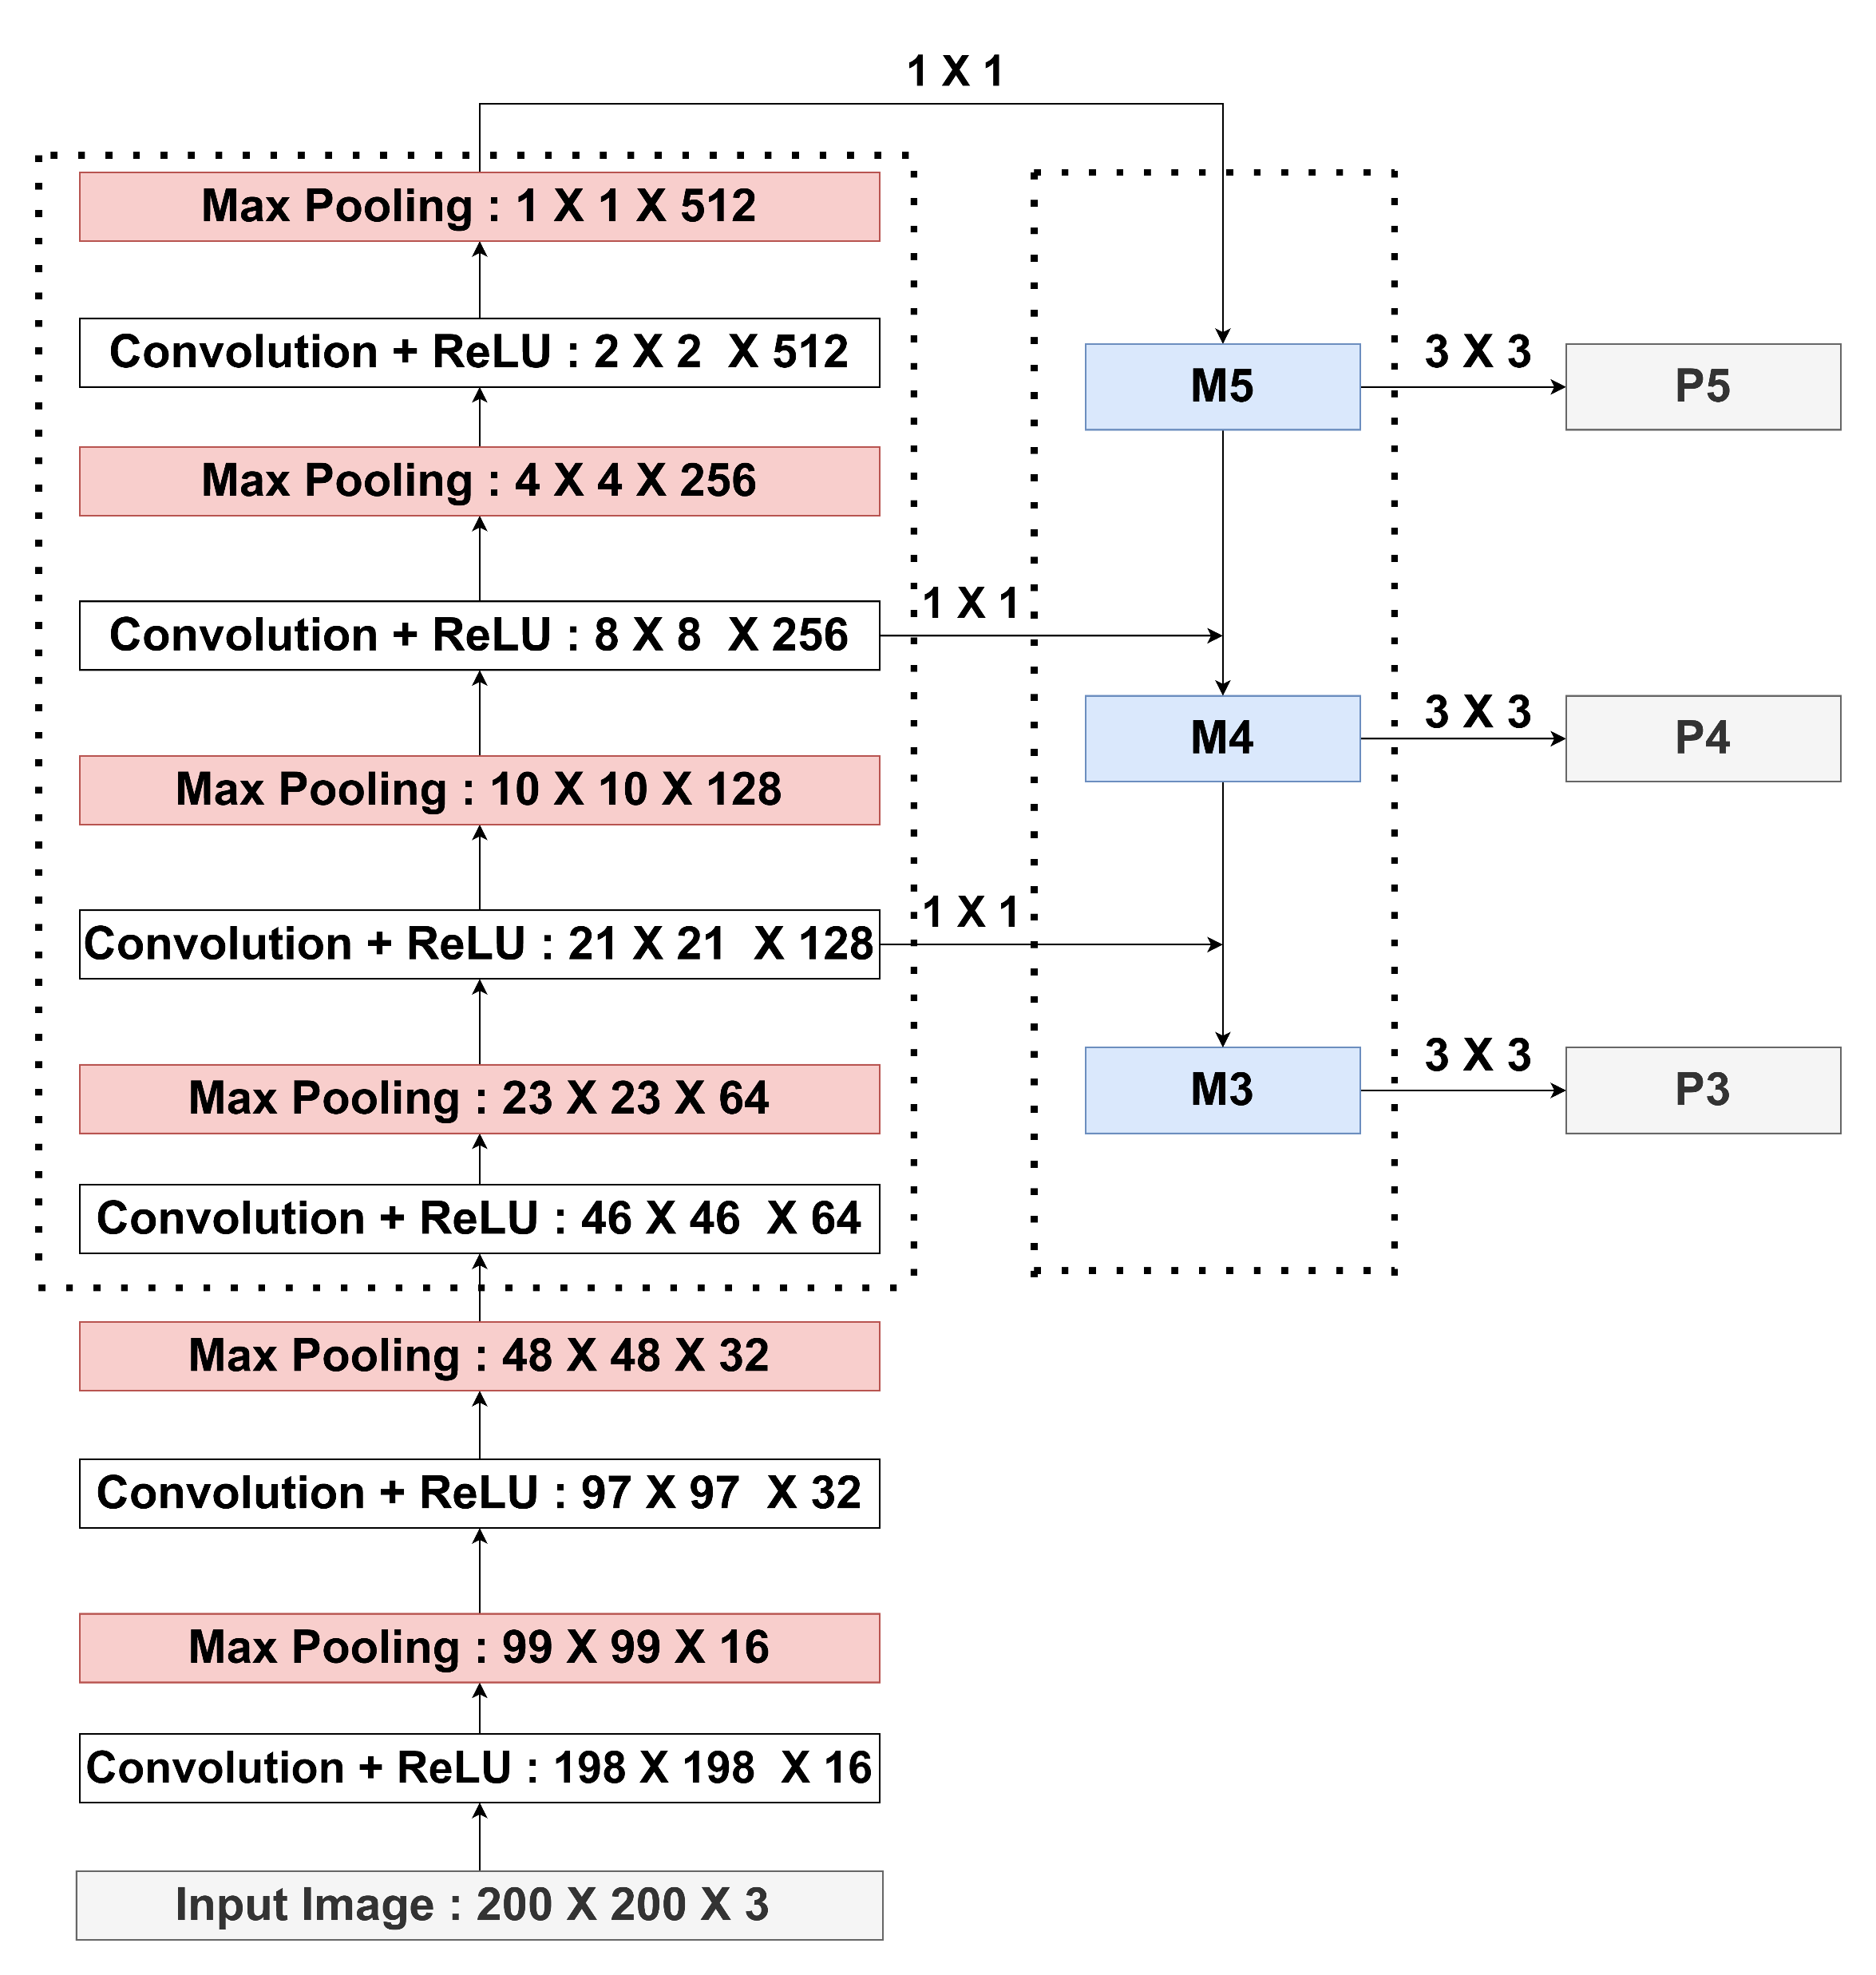 1 X 1
Max Pooling : 1 X 1 X 512
Convolution + ReLU : 2 X 2  X 512
M5
3 X 3
P5
Max Pooling : 4 X 4 X 256
1 X 1
Convolution + ReLU : 8 X 8  X 256
M4
3 X 3
P4
Max Pooling : 10 X 10 X 128
1 X 1
Convolution + ReLU : 21 X 21  X 128
M3
3 X 3
P3
Max Pooling : 23 X 23 X 64
Convolution + ReLU : 46 X 46  X 64
Max Pooling : 48 X 48 X 32
Convolution + ReLU : 97 X 97  X 32
Max Pooling : 99 X 99 X 16
Convolution + ReLU : 198 X 198  X 16
Input Image : 200 X 200 X 3